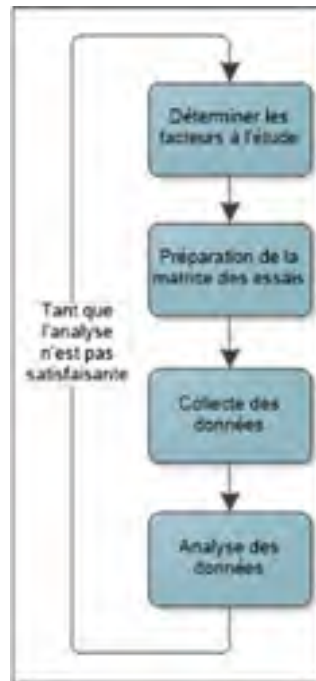 Déterminer les
facteurs à l'étude
Préparation de la
matrice des essais
Tant que
l'analyse
n'est pas
satisfaisante
Collecte des
données
Analyse des
données